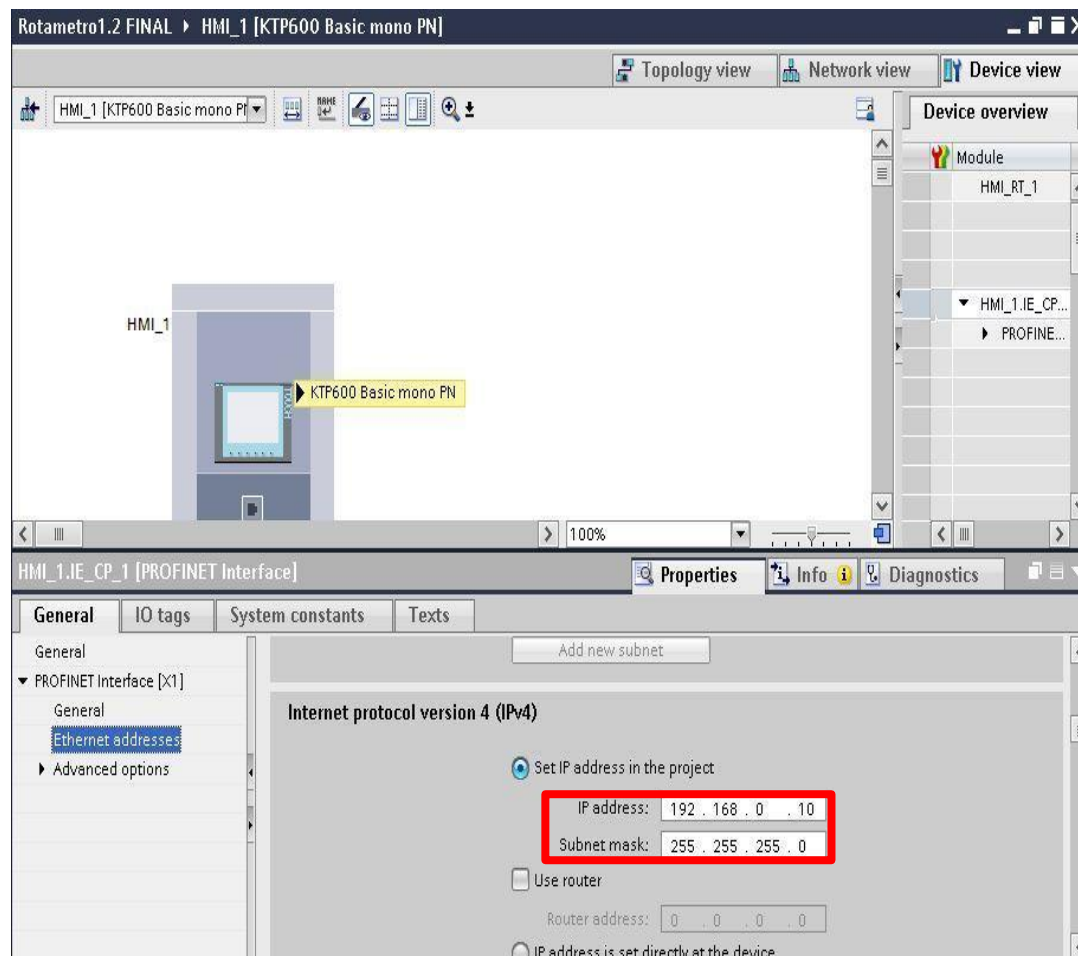 Rotametro1.2 FINAL ▸ HMI_1 [KTP600 Basic mono PN]
Topology view Network view Device view
HMI_1 [KTP600 Basic mono
Device overview
Module
HMI_RT_1
HMI_1.IE_CP...
PROFINE...
HMI_1
KTP600 Basic mono PN
100%
HMI_1.IE_CP_1 [PROFINET Interface]
Properties Info Diagnostics
General IO tags System constants Texts
General
Add new subnet
PROFINET Interface [X1]
General
Internet protocol version 4 (IPv4)
Ethernet addresses
Advanced options
Set IP address in the project
IP address: 192 . 168 . 0 . 10
Subnet mask: 255 . 255 . 255 . 0
Use router
Router address: 0 . 0 . 0 . 0
IP address is set directly at the device